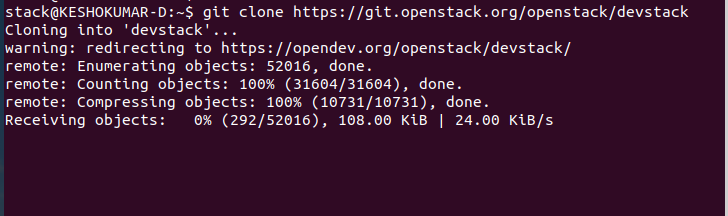 stack@KESHOKUMAR-D:~$ git clone https://git.openstack.org/openstack/devstack
Cloning into 'devstack'...
warning: redirecting to https://opendev.org/openstack/devstack/
remote: Enumerating objects: 52016, done.
remote: Counting objects: 100% (31604/31604), done.
remote: Compressing objects: 100% (10731/10731), done.
Receiving objects:   0% (292/52016), 108.00 KiB | 24.00 KiB/s